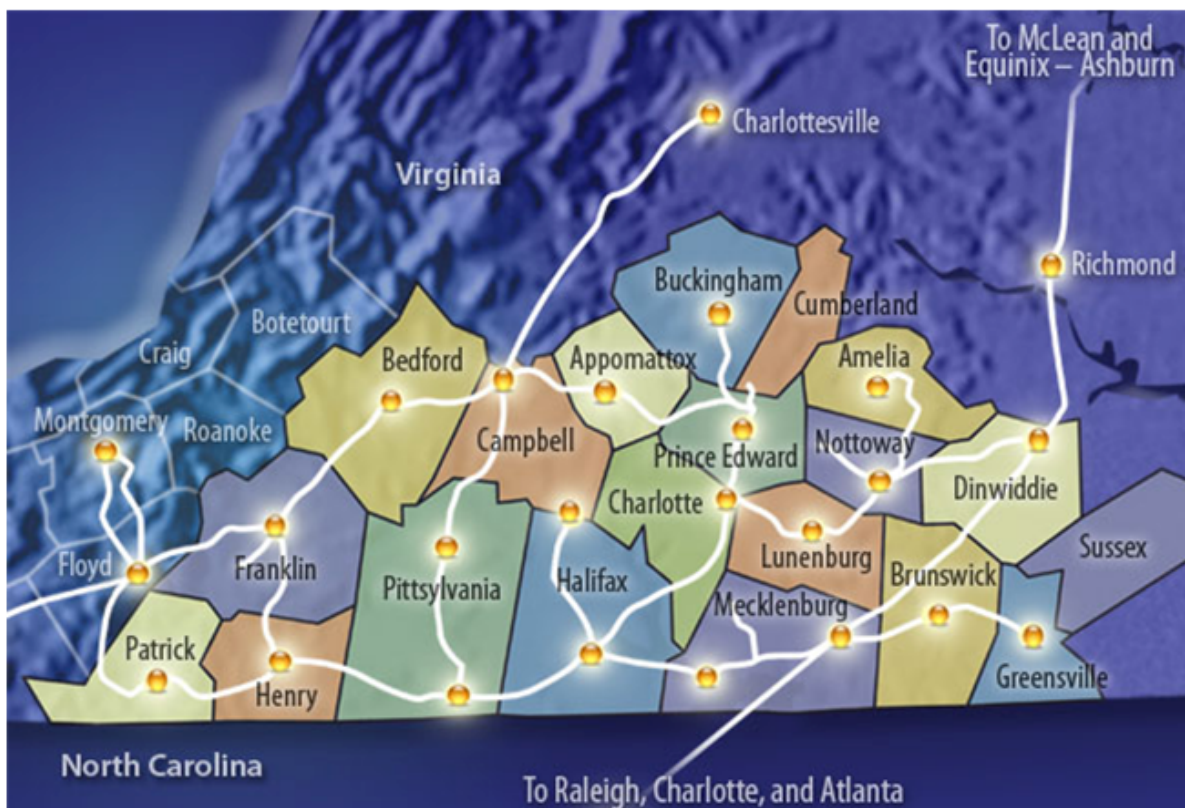 To McLean and
Equinix – Ashburn
Charlottesville
Virginia
Richmond
Buckingham
Cumberland
Botetourt
Craig
Bedford
Appomattox
Amelia
Montgomery
Roanoke
Campbell
Prince Edward
Nottoway
Dinwiddie
Charlotte
Sussex
Floyd
Franklin
Pittsylvania
Halifax
Lunenburg
Brunswick
Mecklenburg
Patrick
Henry
Greensville
North Carolina
To Raleigh, Charlotte, and Atlanta